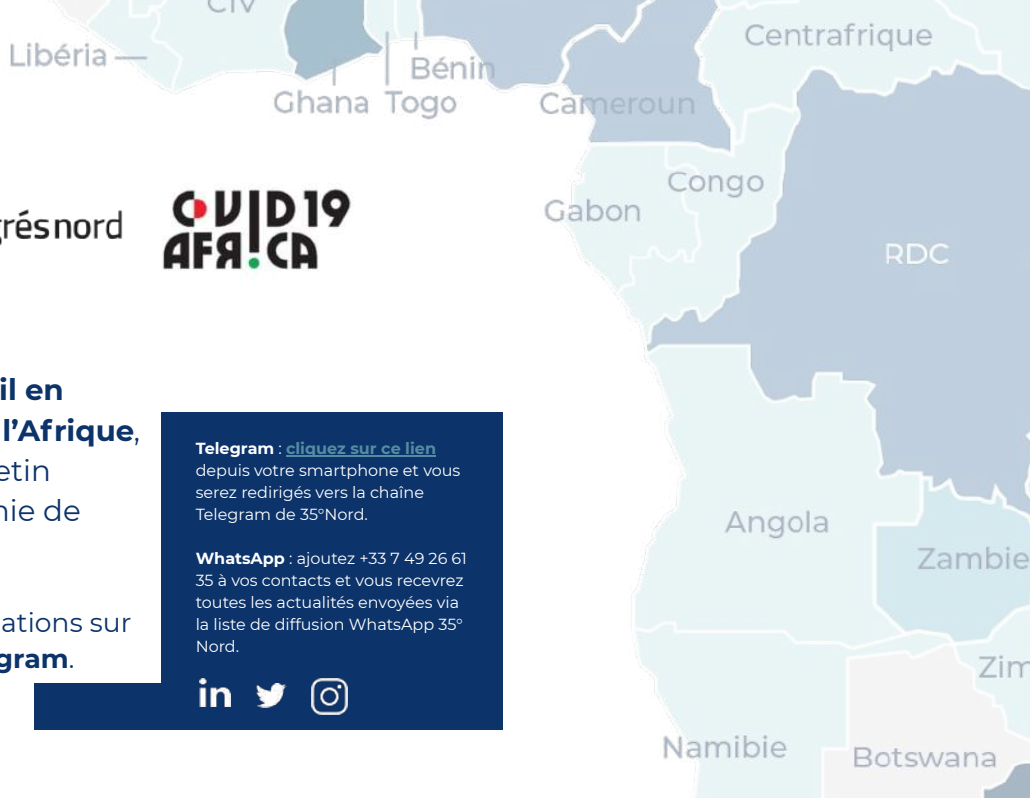 CIV
Libéria
Centrafrique
Bénin
Ghana Togo
Cameroun
Congo
Gabon
RDC
grésnord
COVID19
AFRICA
il en
l'Afrique,
etin
nie de
ations sur
gram.
Telegram : cliquez sur ce lien
depuis votre smartphone et vous
serez redirigés vers la chaîne
Telegram de 35°Nord.
WhatsApp : ajoutez +33 7 49 26 61
35 à vos contacts et vous recevrez
toutes les actualités envoyées via
la liste de diffusion WhatsApp 35°
Nord.
in
Angola
Zambie
Zim
Namibie
Botswana